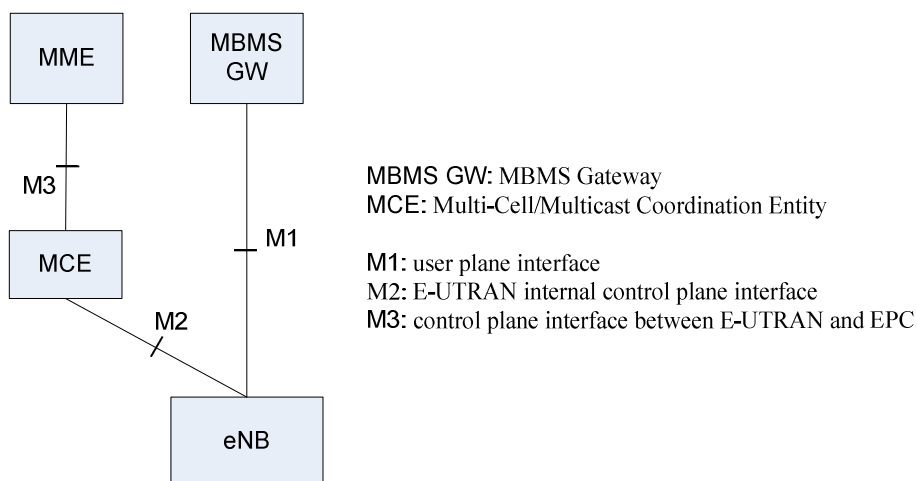 MME
MBMS
GW
M3
M1
MCE
M2
eNB
MBMS GW: MBMS Gateway
MCE: Multi-Cell/Multicast Coordination Entity
M1: user plane interface
M2: E-UTRAN internal control plane interface
M3: control plane interface between E-UTRAN and EPC